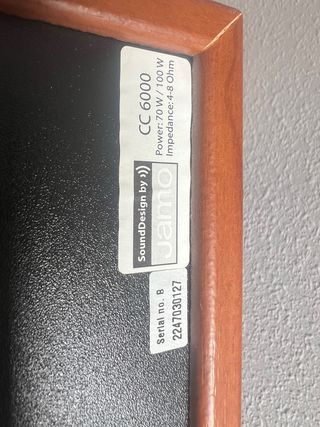 CC 6000
Power: 70 W / 100 W
Impedance: 4-8 Ohm
SoundDesign by
Jamo
Serial no. B
2247030127